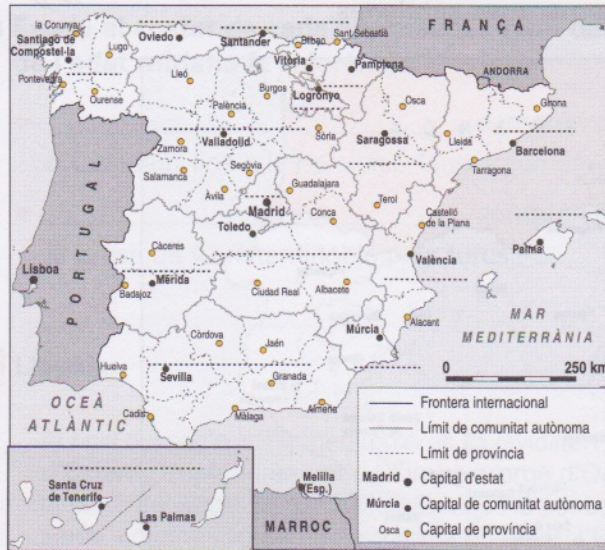 la Corunya
Lugo
Santiago de
Compostel·la
Pontevedra
Ourense
Oviedo
Santander
Bilbao
Sant Sebastià
Vitòria
Pamplona
Logronyo
FRANÇA
ANDORRA
Lleó
Burgos
Palència
Osca
Girona
Zamora
Valladolid
Sòria
Saragossa
Lleida
Barcelona
Tarragona
Salamanca
Segòvia
Àvila
Guadalajara
Madrid
Terol
Toledo
Conca
Castelló
de la Plana
PORTUGAL
Lisboa
Càceres
València
Palma
Badajoz
Mèrida
Ciudad Real
Albacete
MAR
MEDITERRÀNIA
Múrcia
Alacant
Còrdova
Jaén
Huelva
Sevilla
Granada
OCEÀ
ATLÀNTIC
Cadis
Màlaga
Almeria
0 250 km
Frontera internacional
Límit de comunitat autònoma
Límit de província
Madrid Capital d'estat
Múrcia Capital de comunitat autònoma
Osca Capital de província
Santa Cruz
de Tenerife
Las Palmas
Melilla
(Esp.)
MARROC